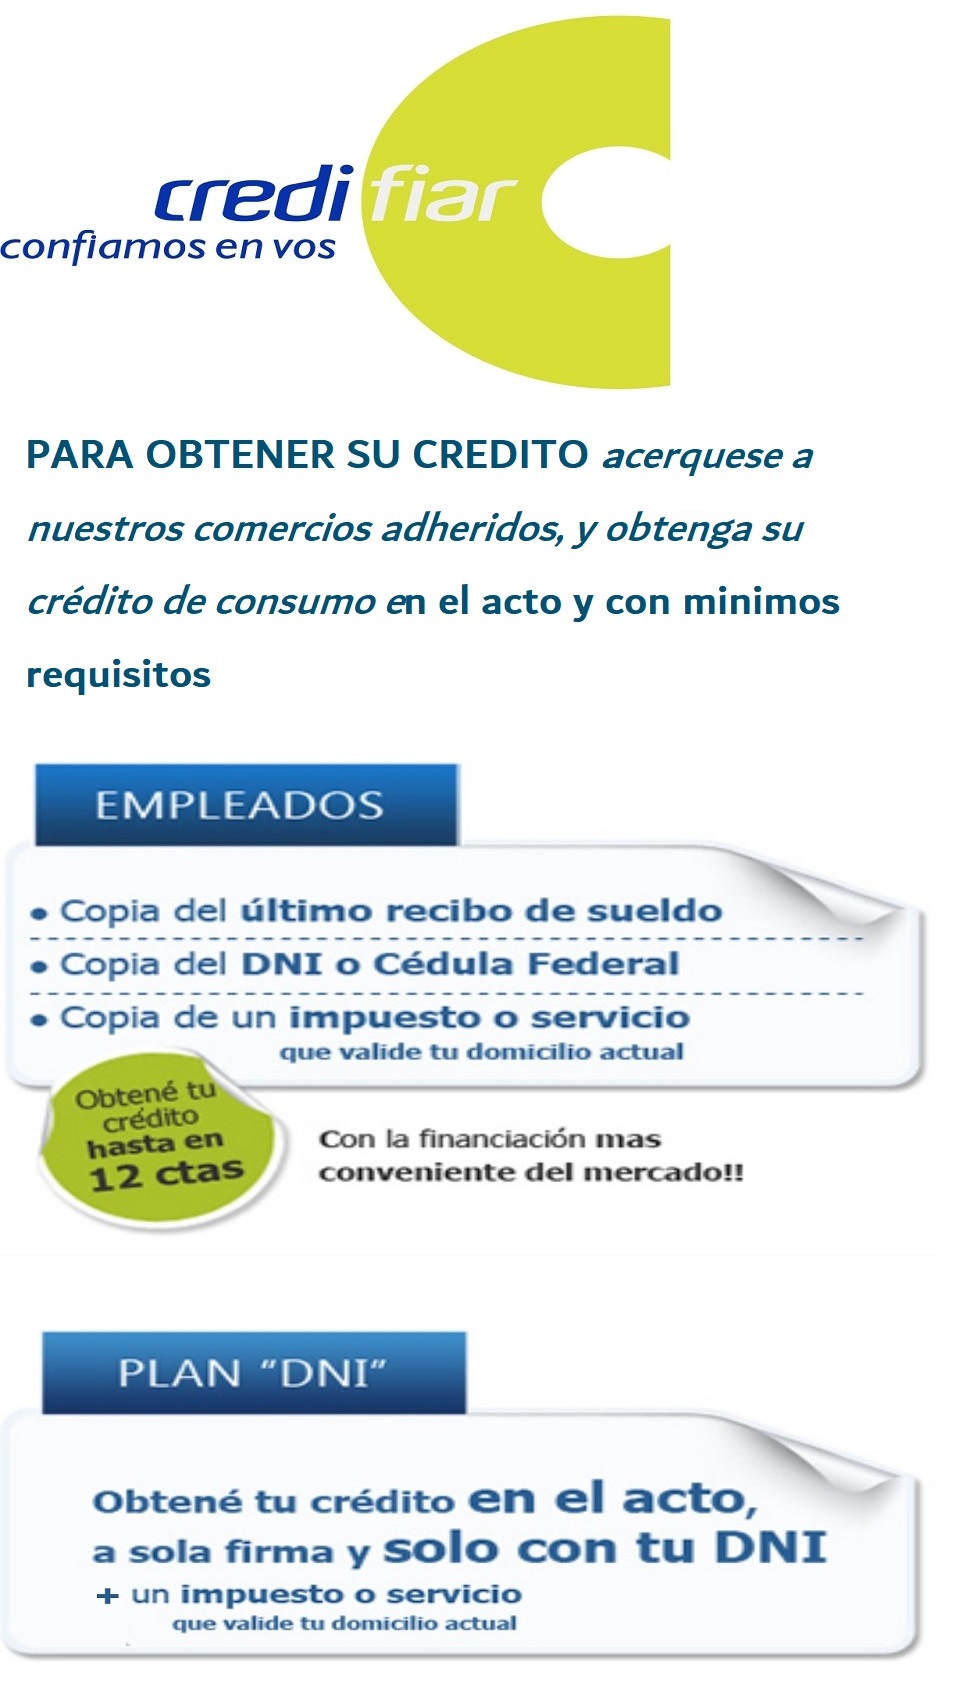 credifiar
confiamos en vos
PARA OBTENER SU CREDITO acerquese a
nuestros comercios adheridos, y obtenga su
crédito de consumo en el acto y con minimos
requisitos
EMPLEADOS
• Copia del último recibo de sueldo
• Copia del DNI o Cédula Federal
• Copia de un impuesto o servicio
que valide tu domicilio actual
Obtené tu
crédito
hasta en
12 ctas
Con la financiación mas
conveniente del mercado!!
PLAN “DNI”
Obtené tu crédito en el acto,
a sola firma y solo con tu DNI
+ un impuesto o servicio
que valide tu domicilio actual